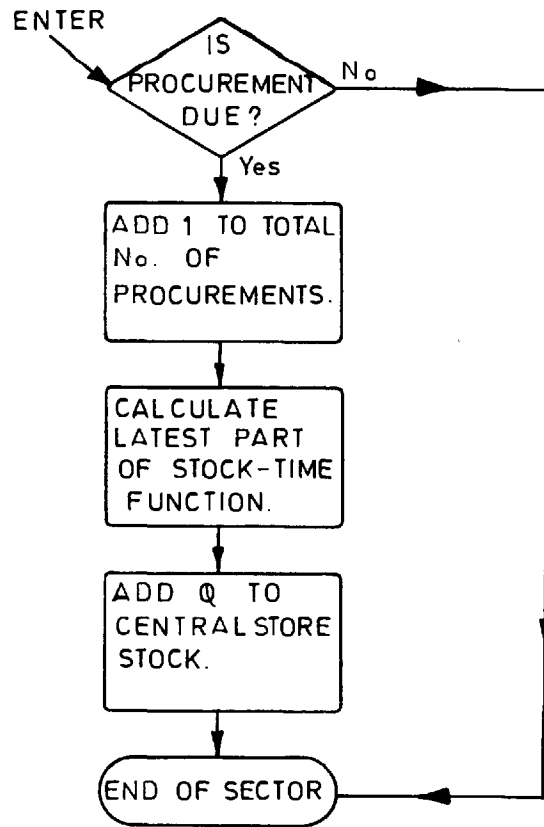 ENTER
IS
PROCUREMENT
DUE?
No
Yes
ADD 1 TO TOTAL
No. OF
PROCUREMENTS.
CALCULATE
LATEST PART
OF STOCK-TIME
FUNCTION.
ADD Q TO
CENTRAL STORE
STOCK.
END OF SECTOR